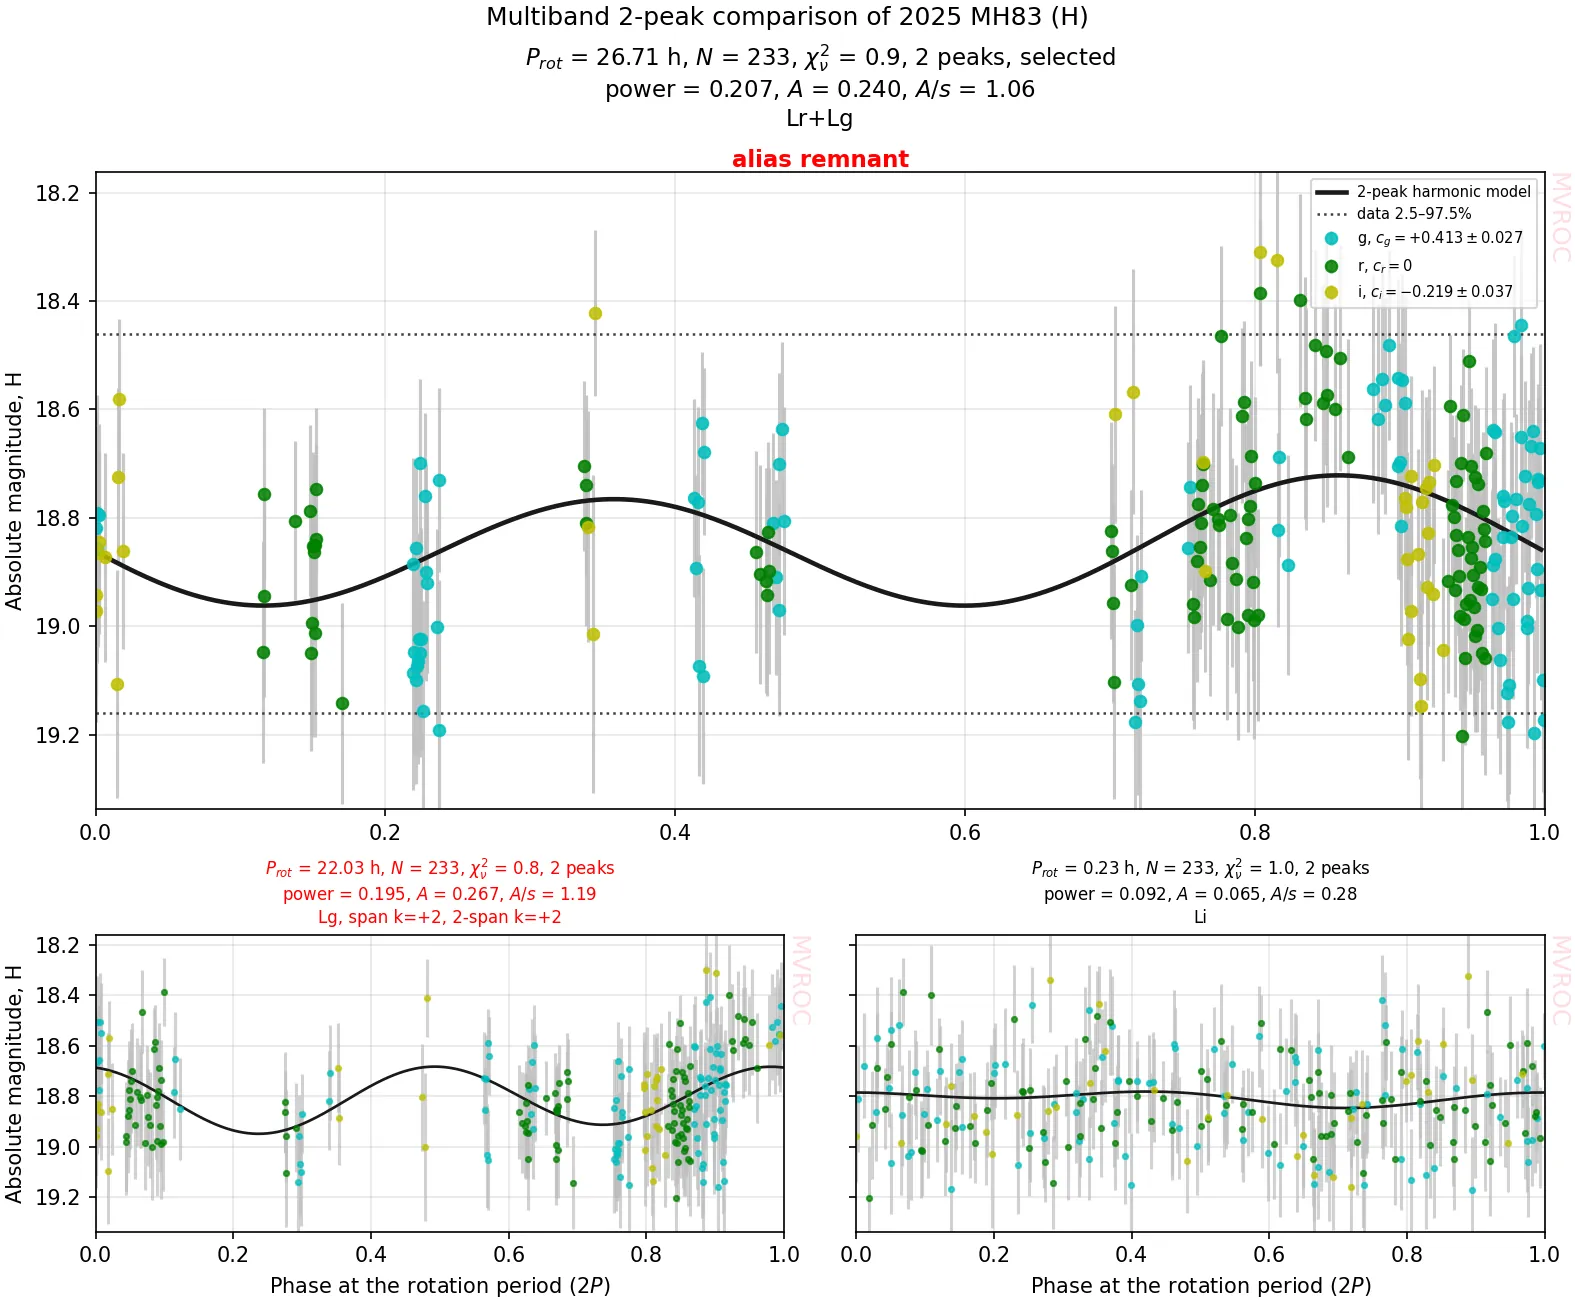 Multiband 2-peak comparison of 2025 MH83 (H)
P_rot = 26.71 h, N = 233, χ²_ν = 0.9, 2 peaks, selected
power = 0.207, A = 0.240, A/s = 1.06
Lr+Lg
alias remnant
MVROC
2-peak harmonic model
data 2.5–97.5%
g, c_g = +0.413 ± 0.027
r, c_r = 0
i, c_i = −0.219 ± 0.037
Absolute magnitude, H
18.2
18.4
18.6
18.8
19.0
19.2
0.0 0.2 0.4 0.6 0.8 1.0
P_rot = 22.03 h, N = 233, χ²_ν = 0.8, 2 peaks
power = 0.195, A = 0.267, A/s = 1.19
Lg, span k=+2, 2-span k=+2
MVROC
Absolute magnitude, H
18.2
18.4
18.6
18.8
19.0
19.2
0.0 0.2 0.4 0.6 0.8 1.0
Phase at the rotation period (2P)
P_rot = 0.23 h, N = 233, χ²_ν = 1.0, 2 peaks
power = 0.092, A = 0.065, A/s = 0.28
Li
MVROC
0.0 0.2 0.4 0.6 0.8 1.0
Phase at the rotation period (2P)